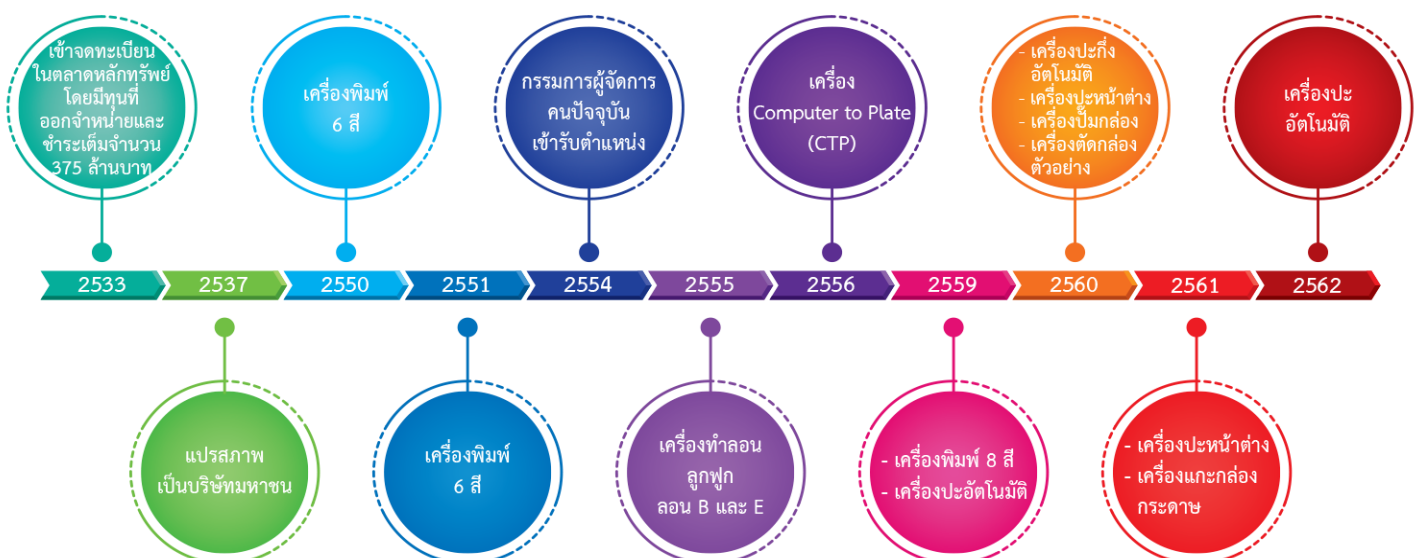 เข้าจดทะเบียน
ในตลาดหลักทรัพย์
โดยมีทุนที่
ออกจำหน่ายและ
ชำระเต็มจำนวน
375 ล้านบาท
เครื่องพิมพ์
6 สี
กรรมการผู้จัดการ
คนปัจจุบัน
เข้ารับตำแหน่ง
เครื่อง
Computer to Plate
(CTP)
- เครื่องปะกึ่ง
อัตโนมัติ
- เครื่องปะหน้าต่าง
- เครื่องปั๊มกล่อง
- เครื่องตัดกล่อง
ตัวอย่าง
เครื่องปะ
อัตโนมัติ
2533 2537 2550 2551 2554 2555 2556 2559 2560 2561 2562
แปรสภาพ
เป็นบริษัทมหาชน
เครื่องพิมพ์
6 สี
เครื่องทำลอน
ลูกฟูก
ลอน B และ E
- เครื่องพิมพ์ 8 สี
- เครื่องปะอัตโนมัติ
- เครื่องปะหน้าต่าง
- เครื่องแกะกล่อง
กระดาษ